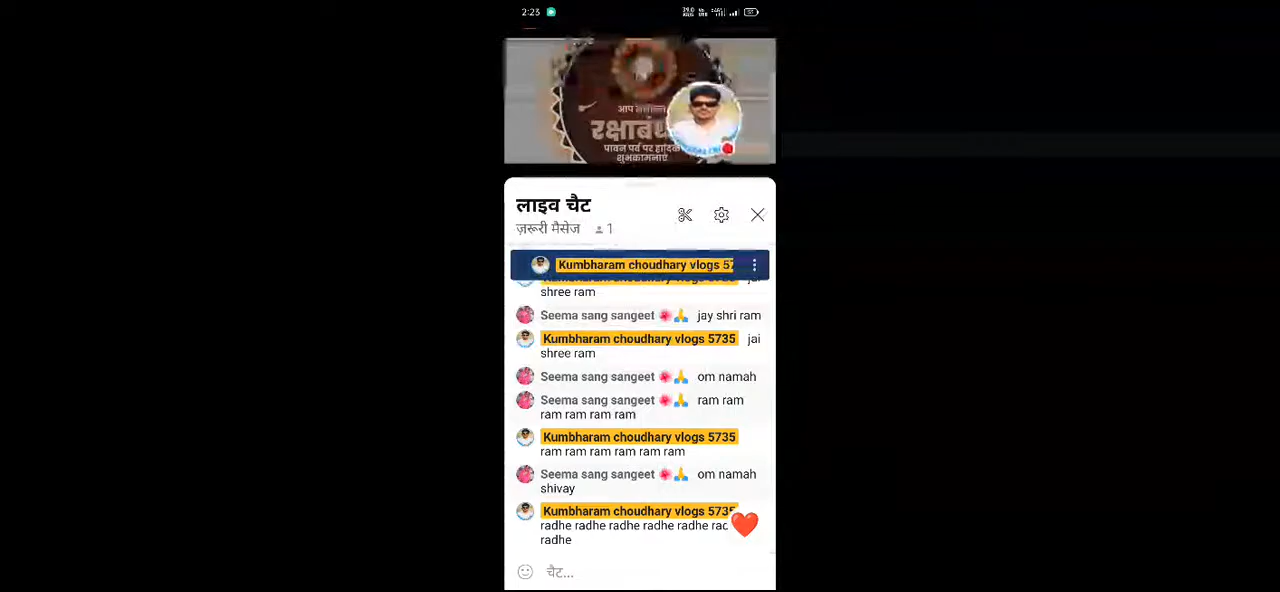 2:23
आप
रक्षाबं
पावन पर्व पर हार्दिक
शुभकामनाएं
लाइव चैट
ज़रूरी मैसेज 1
Kumbharam choudhary vlogs 57
shree ram
Seema sang sangeet 🌺🙏 jay shri ram
Kumbharam choudhary vlogs 5735 jai
shree ram
Seema sang sangeet 🌺🙏 om namah
Seema sang sangeet 🌺🙏 ram ram
ram ram ram ram
Kumbharam choudhary vlogs 5735
ram ram ram ram ram ram
Seema sang sangeet 🌺🙏 om namah
shivay
Kumbharam choudhary vlogs 5735
radhe radhe radhe radhe radhe rad
radhe
चैट...